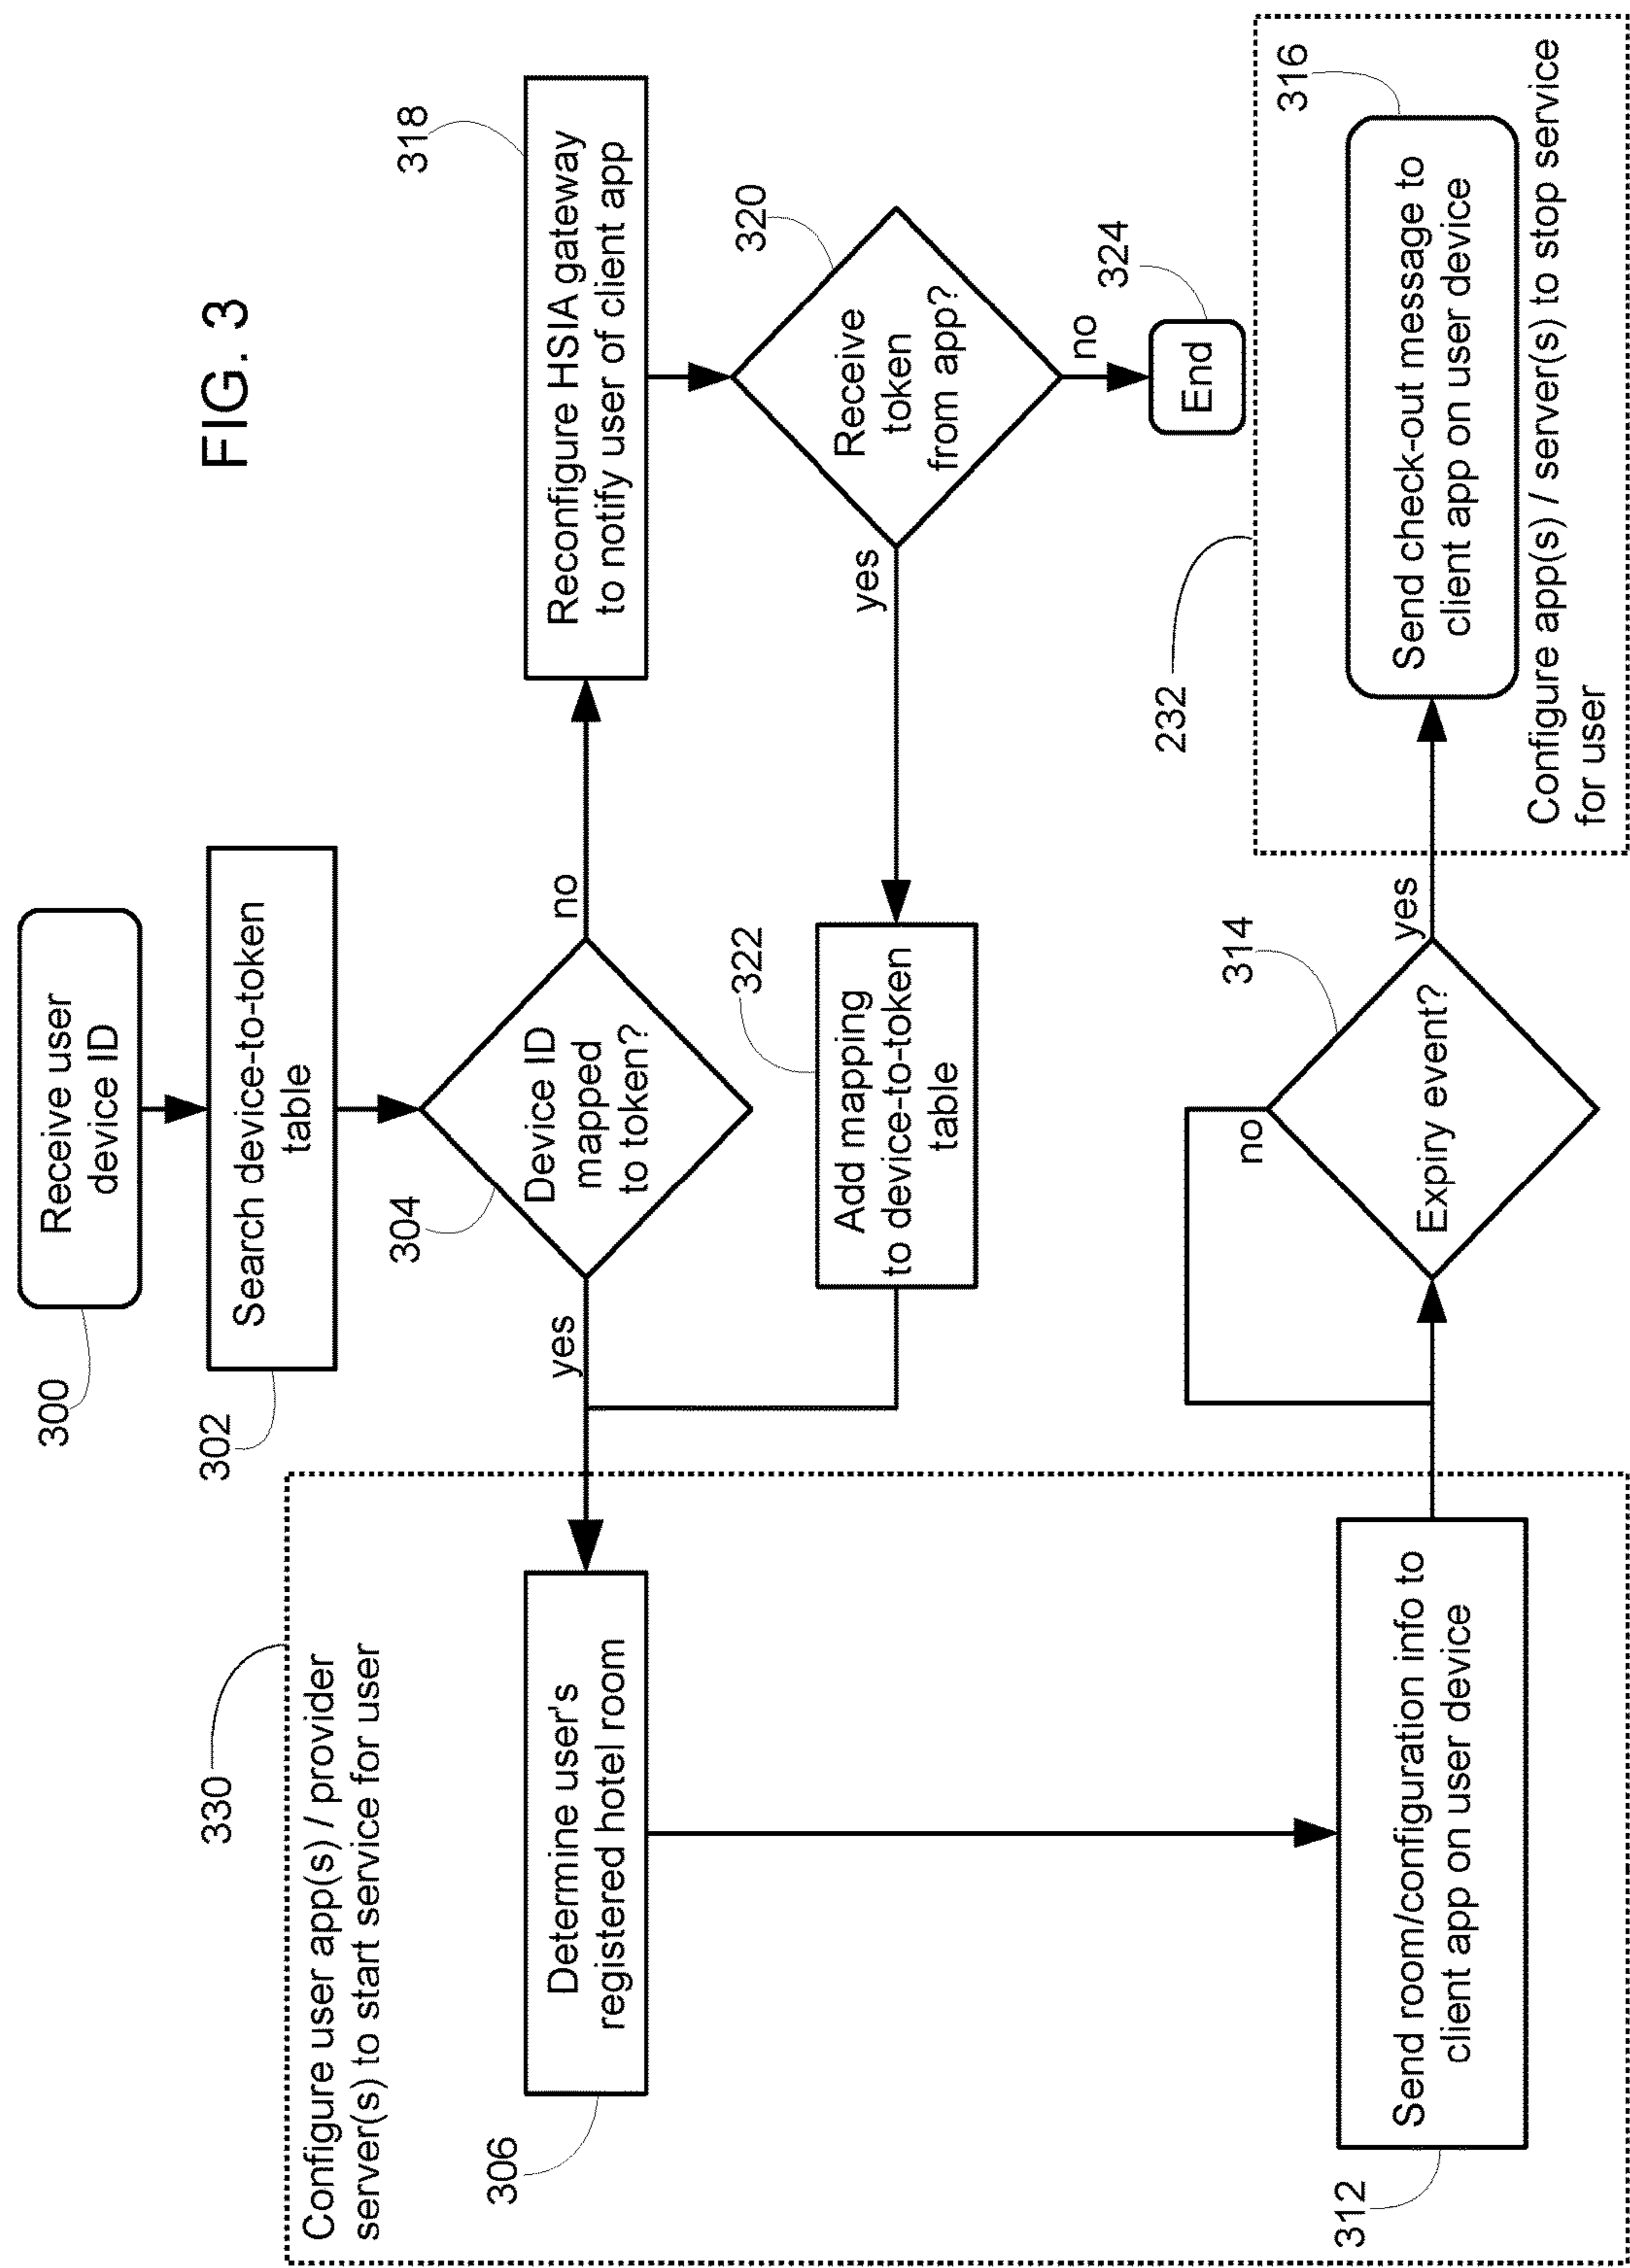 FIG. 3
300
Receive user
device ID
302
Search device-to-token
table
304
Device ID
mapped
to token?
yes
no
318
Reconfigure HSIA gateway
to notify user of client app
320
Receive
token
from app?
yes
no
324
End
322
Add mapping
to device-to-token
table
330
Configure user app(s) / provider
server(s) to start service for user
306
Determine user's
registered hotel room
312
Send room/configuration info to
client app on user device
314
Expiry event?
no
yes
232
316
Send check-out message to
client app on user device
Configure app(s) / server(s) to stop service
for user